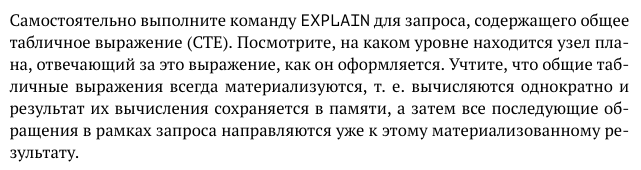 Самостоятельно выполните команду EXPLAIN для запроса, содержащего общее
табличное выражение (CTE). Посмотрите, на каком уровне находится узел пла-
на, отвечающий за это выражение, как он оформляется. Учтите, что общие таб-
личные выражения всегда материализуются, т. е. вычисляются однократно и
результат их вычисления сохраняется в памяти, а затем все последующие об-
ращения в рамках запроса направляются уже к этому материализованному ре-
зультату.